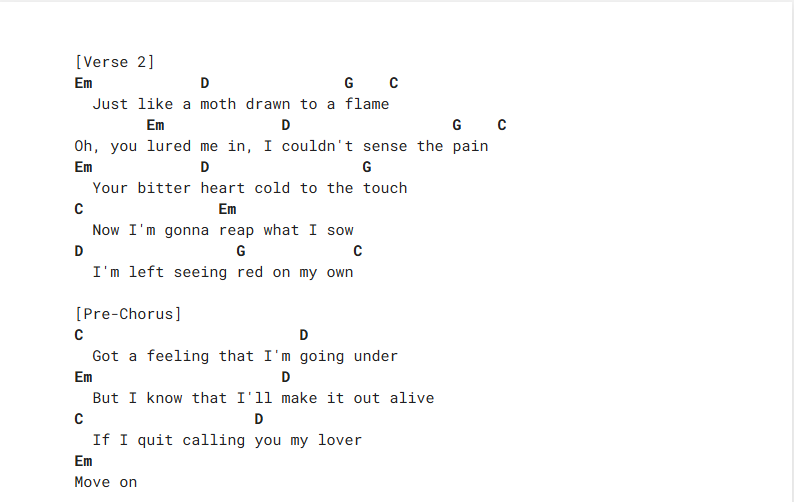 [Verse 2]
Em            D               G    C
  Just like a moth drawn to a flame
        Em             D                  G    C
Oh, you lured me in, I couldn't sense the pain
Em            D                 G
  Your bitter heart cold to the touch
C               Em
  Now I'm gonna reap what I sow
D                 G            C
  I'm left seeing red on my own

[Pre-Chorus]
C                        D
  Got a feeling that I'm going under
Em                     D
  But I know that I'll make it out alive
C                   D
  If I quit calling you my lover
Em
Move on